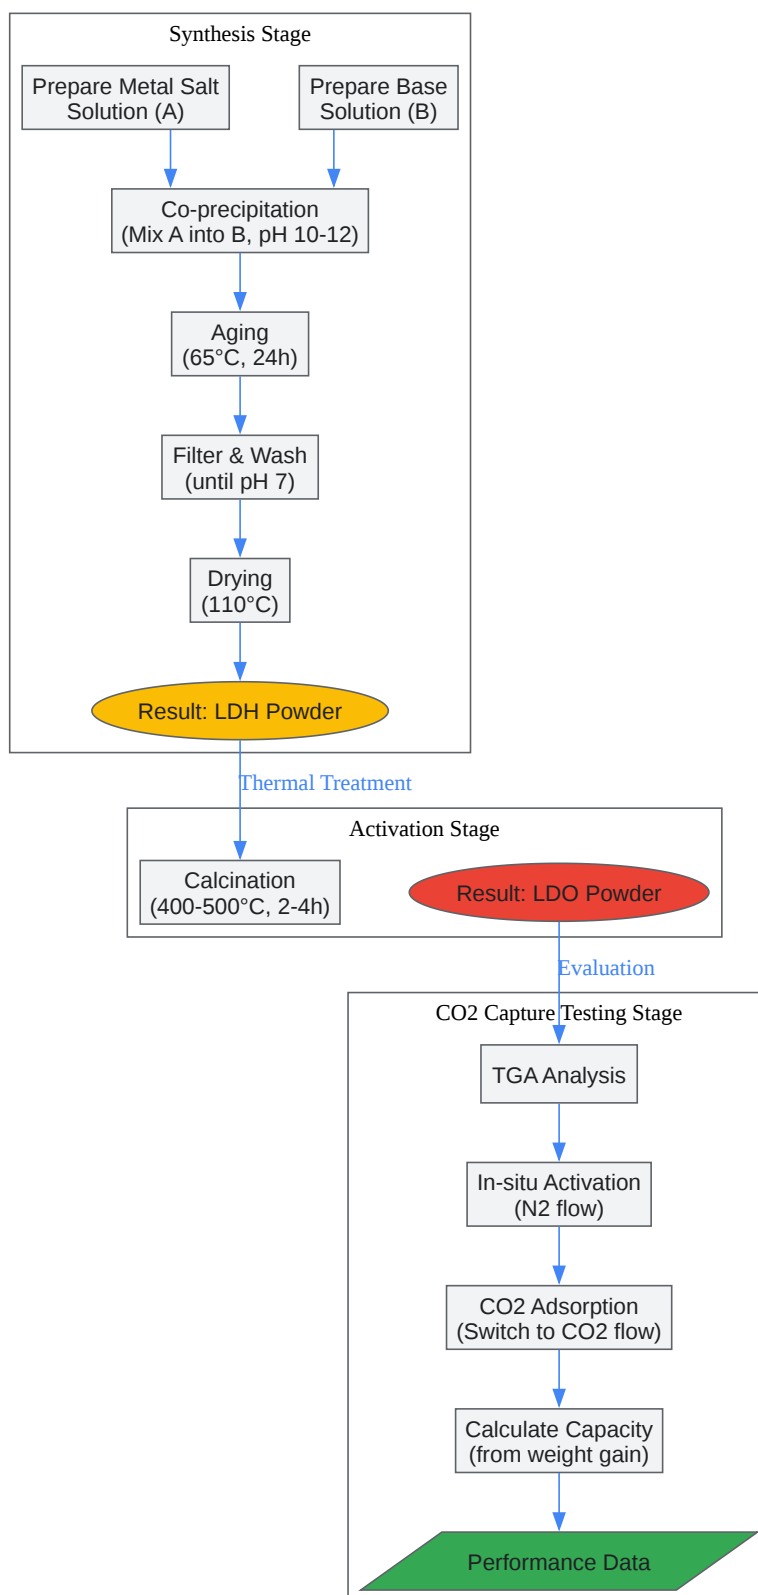 Synthesis Stage
Prepare Metal Salt
Solution (A)
Prepare Base
Solution (B)
Co-precipitation
(Mix A into B, pH 10-12)
Aging
(65°C, 24h)
Filter & Wash
(until pH 7)
Drying
(110°C)
Result: LDH Powder
Thermal Treatment
Activation Stage
Calcination
(400-500°C, 2-4h)
Result: LDO Powder
Evaluation
CO2 Capture Testing Stage
TGA Analysis
In-situ Activation
(N2 flow)
CO2 Adsorption
(Switch to CO2 flow)
Calculate Capacity
(from weight gain)
Performance Data